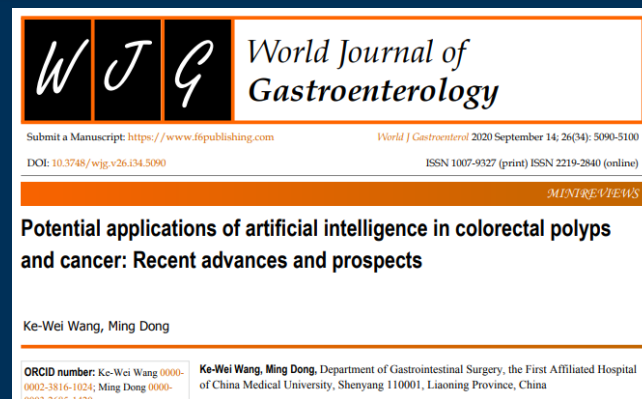 WJG
World Journal of
Gastroenterology
Submit a Manuscript: https://www.f6publishing.com
World J Gastroenterol 2020 September 14; 26(34): 5090-5100
DOI: 10.3748/wjg.v26.i34.5090
ISSN 1007-9327 (print) ISSN 2219-2840 (online)
MINIREVIEWS
Potential applications of artificial intelligence in colorectal polyps
and cancer: Recent advances and prospects
Ke-Wei Wang, Ming Dong
ORCID number: Ke-Wei Wang 0000-
0002-3816-1024; Ming Dong 0000-
Ke-Wei Wang, Ming Dong, Department of Gastrointestinal Surgery, the First Affiliated Hospital
of China Medical University, Shenyang 110001, Liaoning Province, China